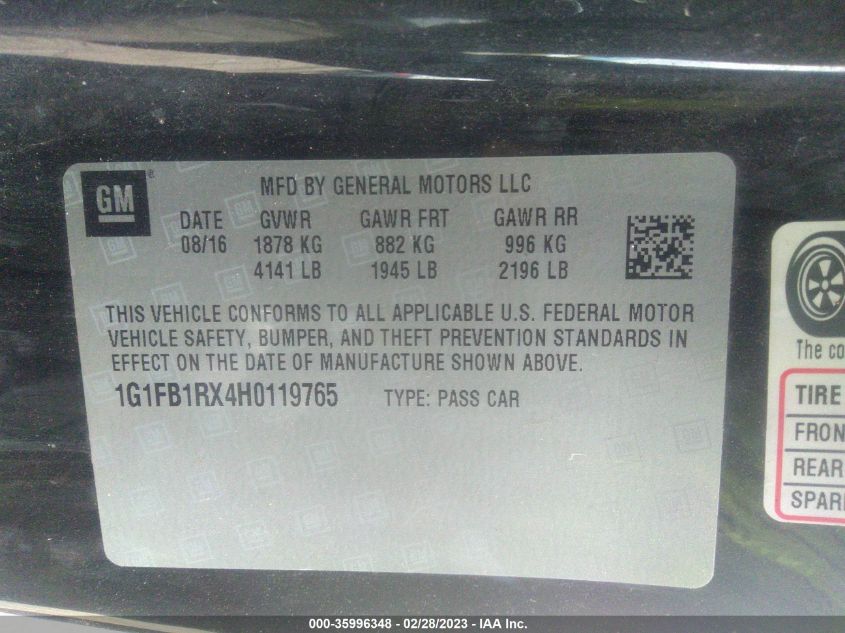 GM ®
MFD BY GENERAL MOTORS LLC
DATE GVWR GAWR FRT GAWR RR
08/16 1878 KG 882 KG 996 KG
4141 LB 1945 LB 2196 LB
THIS VEHICLE CONFORMS TO ALL APPLICABLE U.S. FEDERAL MOTOR
VEHICLE SAFETY, BUMPER, AND THEFT PREVENTION STANDARDS IN
EFFECT ON THE DATE OF MANUFACTURE SHOWN ABOVE.
1G1FB1RX4H0119765 TYPE: PASS CAR
The co
TIRE
FRON
REAR
SPAR
000-35996348 - 02/28/2023 - IAA Inc.